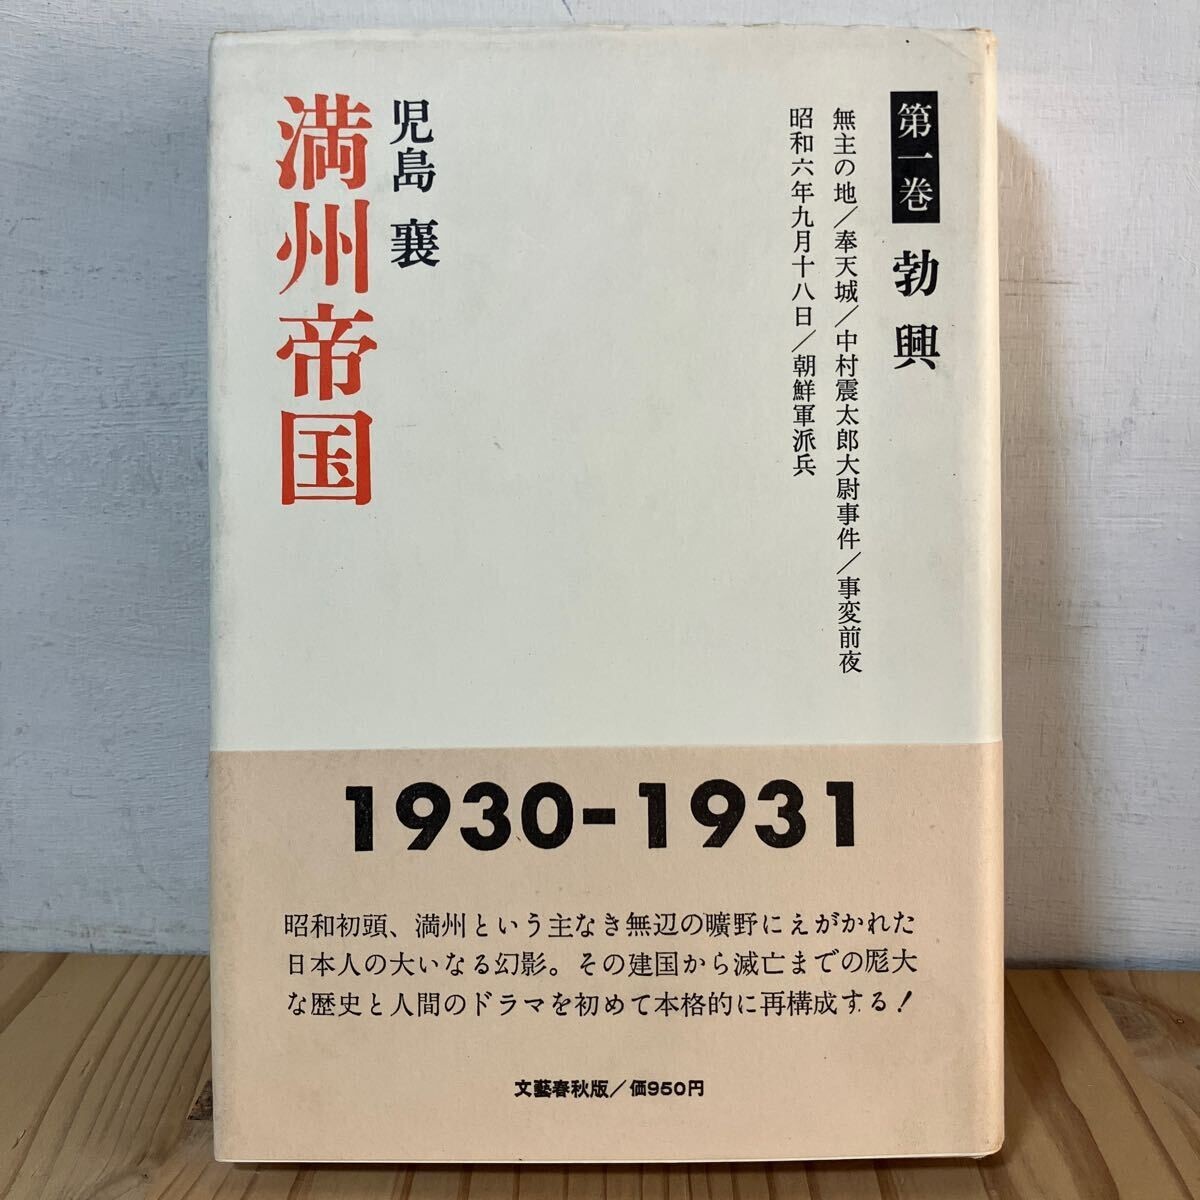 第一巻 勃興
無主の地/奉天城/中村震太郎大尉事件/事変前夜
昭和六年九月十八日/朝鮮軍派兵
児島 襄
満州帝国
1930-1931
昭和初頭、満州という主なき無辺の曠野にえがかれた
日本人の大いなる幻影。その建国から滅亡までの厖大
な歴史と人間のドラマを初めて本格的に再構成する!
文藝春秋版/価950円